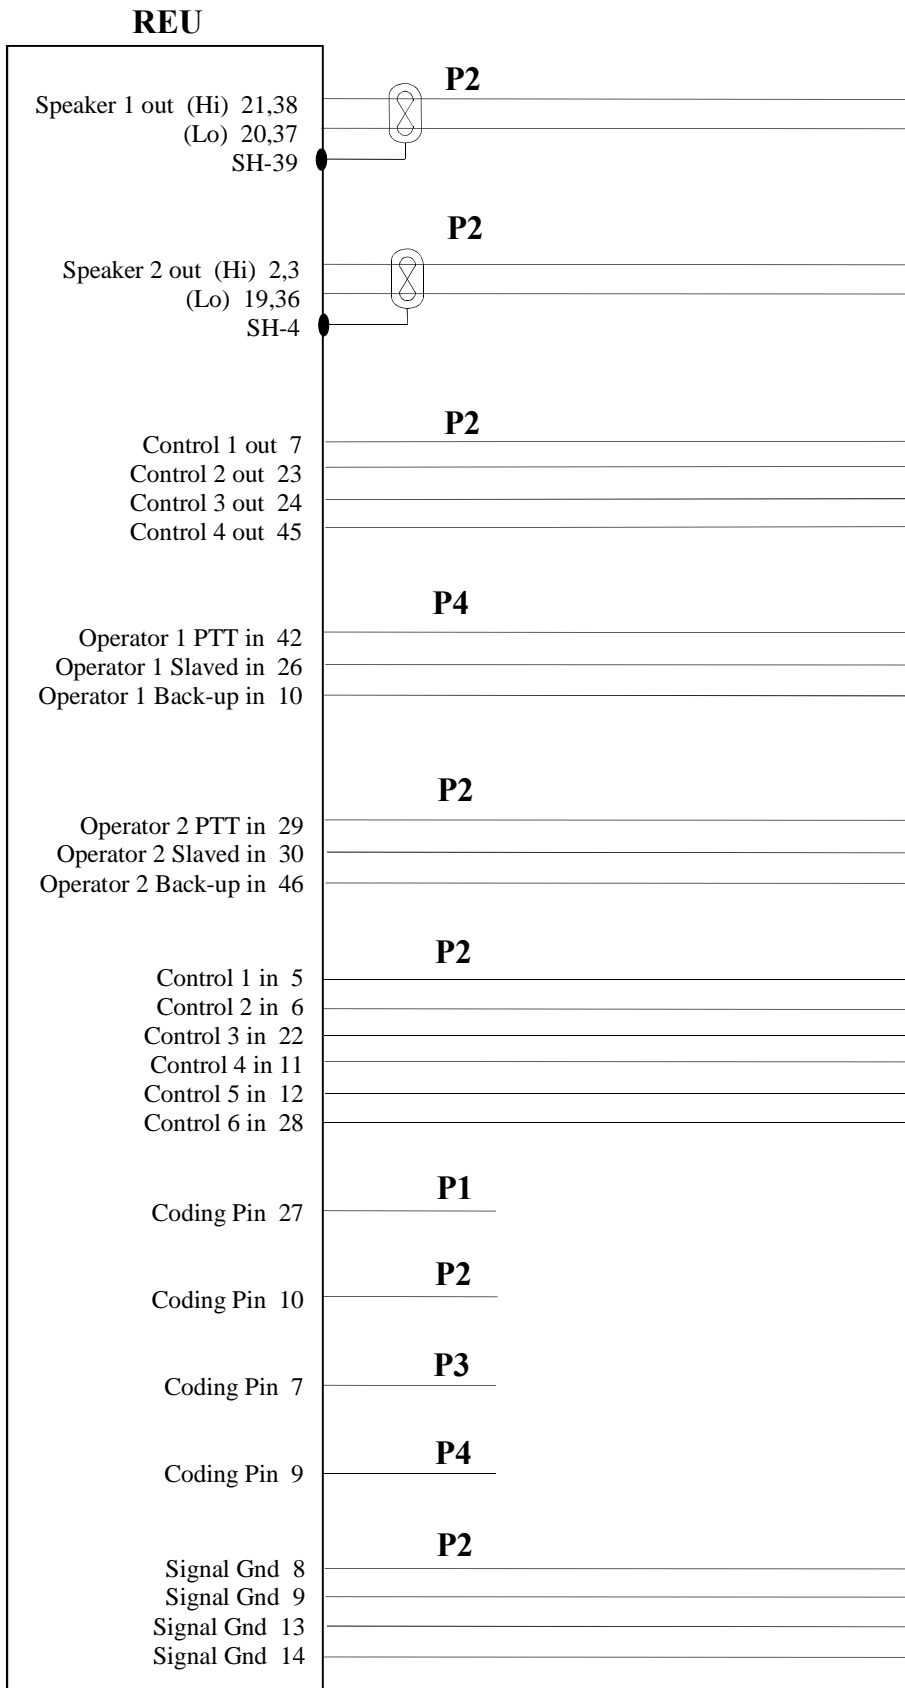 REU
P2
Speaker 1 out (Hi) 21,38
(Lo) 20,37
SH-39
P2
Speaker 2 out (Hi) 2,3
(Lo) 19,36
SH-4
P2
Control 1 out 7
Control 2 out 23
Control 3 out 24
Control 4 out 45
P4
Operator 1 PTT in 42
Operator 1 Slaved in 26
Operator 1 Back-up in 10
P2
Operator 2 PTT in 29
Operator 2 Slaved in 30
Operator 2 Back-up in 46
P2
Control 1 in 5
Control 2 in 6
Control 3 in 22
Control 4 in 11
Control 5 in 12
Control 6 in 28
P1
Coding Pin 27
P2
Coding Pin 10
P3
Coding Pin 7
P4
Coding Pin 9
P2
Signal Gnd 8
Signal Gnd 9
Signal Gnd 13
Signal Gnd 14